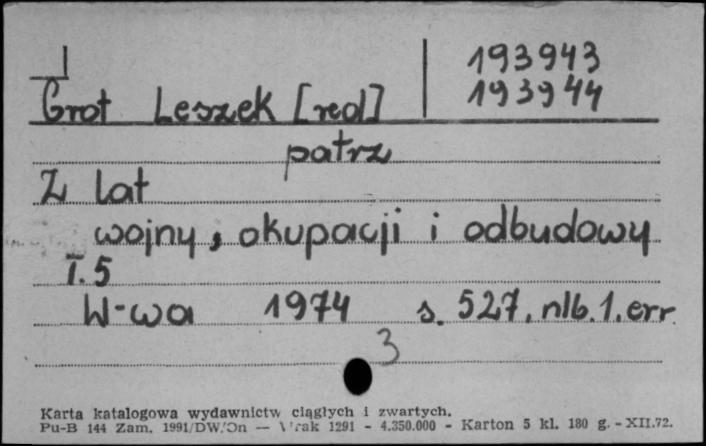 193943
193944
Grot Leszek [red]
patrz
Z lat
wojny, okupacji i odbudowy
T.5
W-wa 1974 s. 527, nlb. 1. err
3
Karta katalogowa wydawnictw ciągłych i zwartych.
Pu-B 144 Zam. 1991/DW/On — 1291 - 4.350.000 - Karton 5 kl. 180 g. - XII.72.